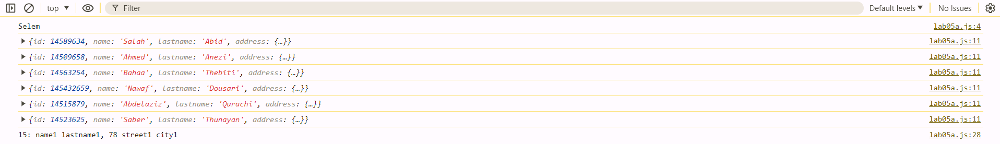 top Filter Default levels No Issues
Selem lab05a.js:4
{id: 14589634, name: 'Salah', lastname: 'Abid', address: {…}} lab05a.js:11
{id: 14509658, name: 'Ahmed', lastname: 'Anezi', address: {…}} lab05a.js:11
{id: 14563254, name: 'Bahaa', lastname: 'Thebiti', address: {…}} lab05a.js:11
{id: 145432659, name: 'Nawaf', lastname: 'Dousari', address: {…}} lab05a.js:11
{id: 14515879, name: 'Abdelaziz', lastname: 'Qurachi', address: {…}} lab05a.js:11
{id: 14523625, name: 'Saber', lastname: 'Thunayan', address: {…}} lab05a.js:11
15: name1 lastname1, 78 street1 city1 lab05a.js:28